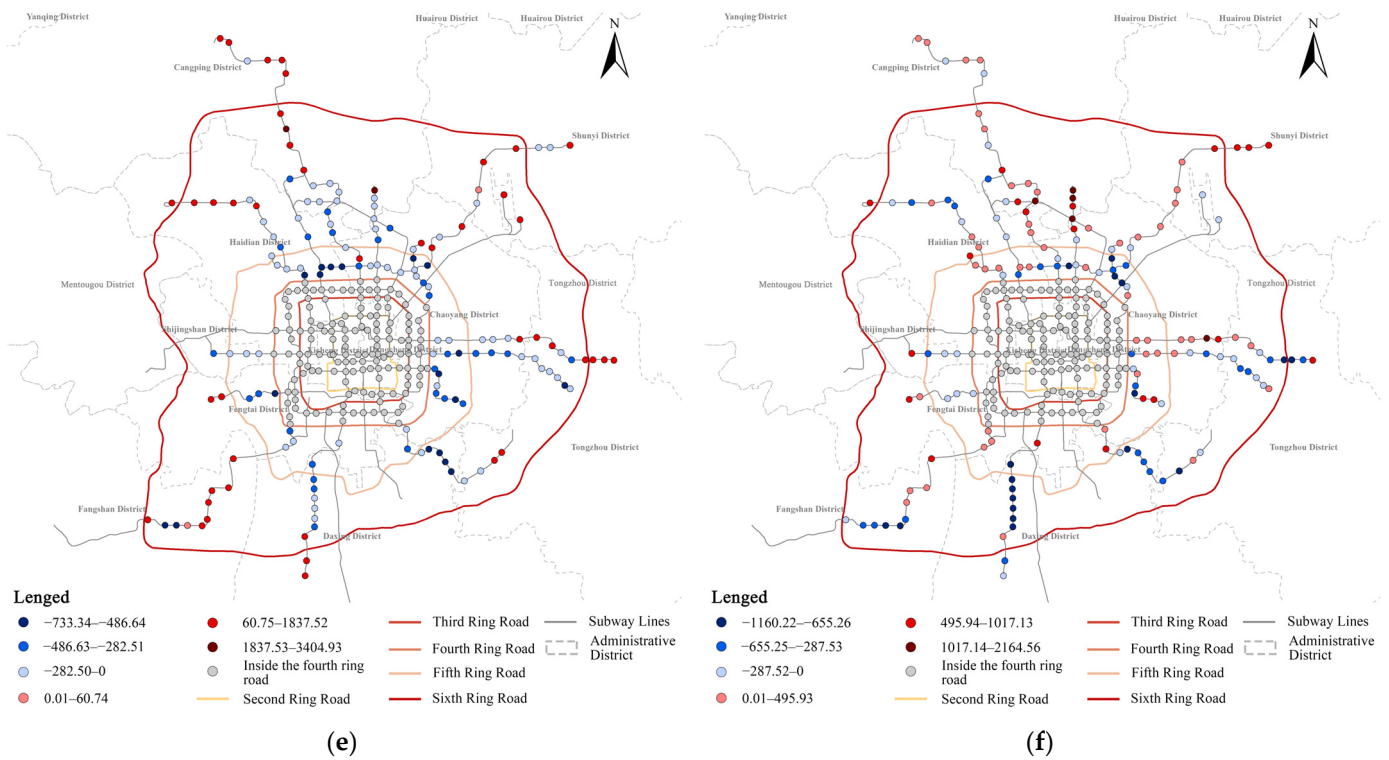 Yanqing District
Huairou District
Huairou District
N
Cangping District
Shunyi District
Haidian District
Mentougou District
Tongzhou District
Chaoyang District
Shijingshan District
Xicheng District
Dongcheng District
Fengtai District
Tongzhou District
Fangshan District
Daxing District
Lenged
−733.34–−486.64
−486.63–−282.51
−282.50–0
0.01–60.74
60.75–1837.52
1837.53–3404.93
Inside the fourth ring
road
Second Ring Road
Third Ring Road
Fourth Ring Road
Fifth Ring Road
Sixth Ring Road
Subway Lines
Administrative
District
(e)
Yanqing District
Huairou District
Huairou District
N
Cangping District
Shunyi District
Haidian District
Mentougou District
Tongzhou District
Chaoyang District
Shijingshan District
Xicheng District
Dongcheng District
Fengtai District
Tongzhou District
Fangshan District
Daxing District
Lenged
−1160.22–−655.26
−655.25–−287.53
−287.52–0
0.01–495.93
495.94–1017.13
1017.14–2164.56
Inside the fourth ring
road
Second Ring Road
Third Ring Road
Fourth Ring Road
Fifth Ring Road
Sixth Ring Road
Subway Lines
Administrative
District
(f)